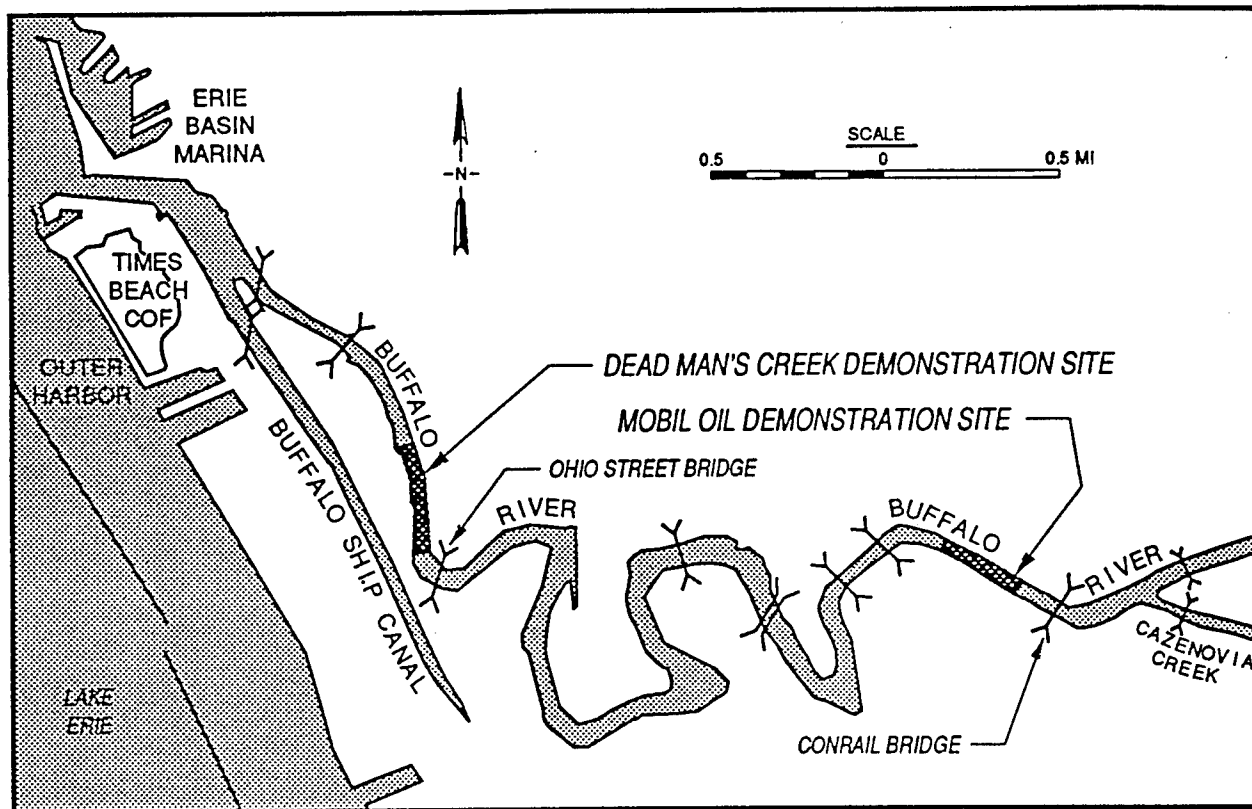 ERIE
BASIN
MARINA
-N-
SCALE
0.5 0 0.5 MI
TIMES
BEACH
COF
OUTER
HARBOR
BUFFALO
DEAD MAN'S CREEK DEMONSTRATION SITE
MOBIL OIL DEMONSTRATION SITE
OHIO STREET BRIDGE
BUFFALO SHIP CANAL
RIVER
BUFFALO
RIVER
CAZENOVIA
CREEK
LAKE
ERIE
CONRAIL BRIDGE